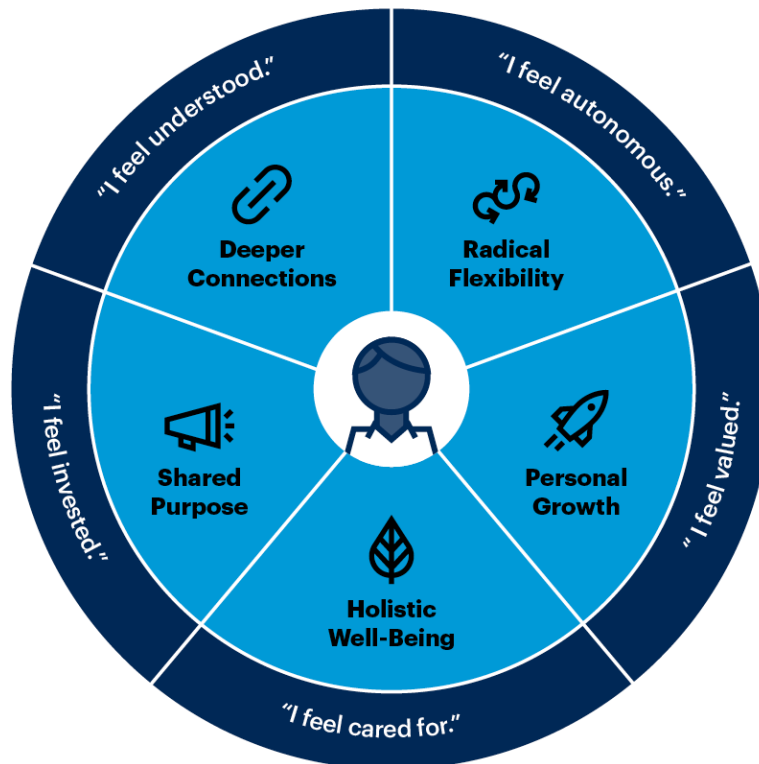 “I feel understood.”
“I feel autonomous.”
Deeper
Connections
Radical
Flexibility
“I feel invested.”
Shared
Purpose
Personal
Growth
“ I feel valued.”
Holistic
Well-Being
“I feel cared for.”